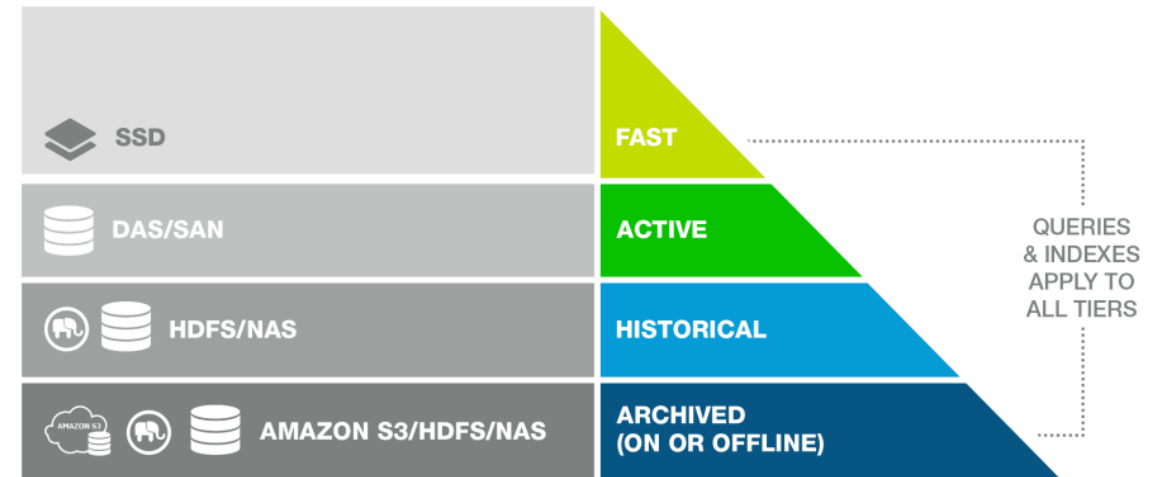 SSD
FAST
DAS/SAN
ACTIVE
QUERIES
& INDEXES
APPLY TO
ALL TIERS
HDFS/NAS
HISTORICAL
AMAZON S3
AMAZON S3/HDFS/NAS
ARCHIVED
(ON OR OFFLINE)